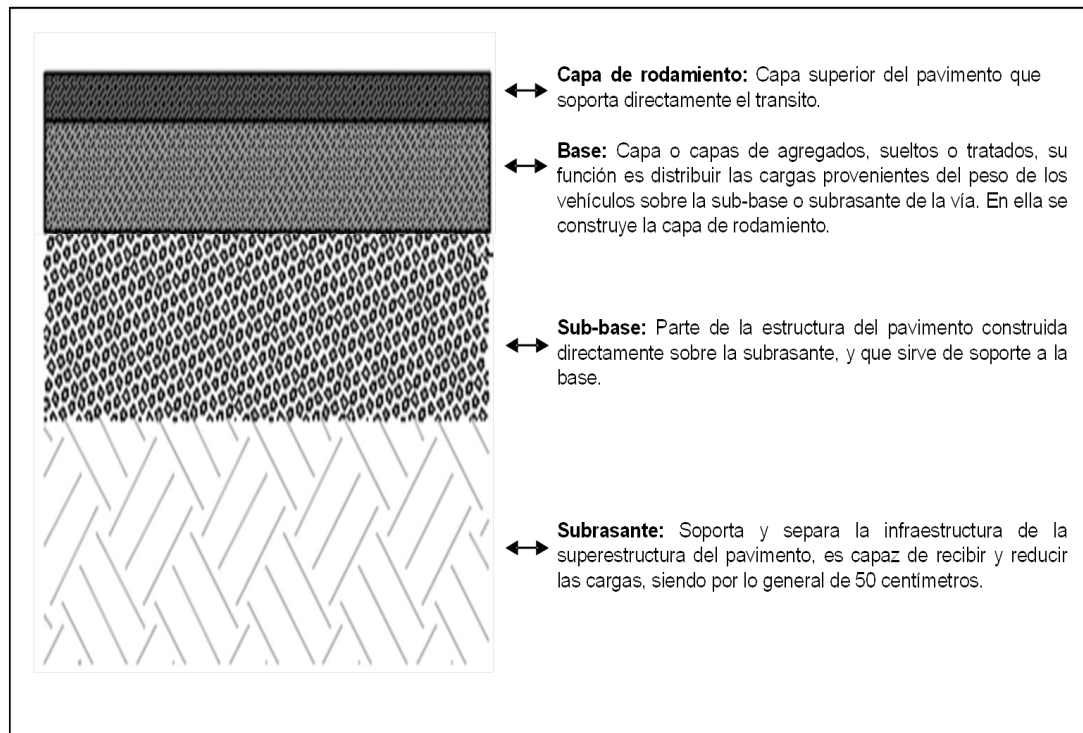 Capa de rodamiento: Capa superior del pavimento que
soporta directamente el transito.
Base: Capa o capas de agregados, sueltos o tratados, su
función es distribuir las cargas provenientes del peso de los
vehículos sobre la sub-base o subrasante de la vía. En ella se
construye la capa de rodamiento.
Sub-base: Parte de la estructura del pavimento construida
directamente sobre la subrasante, y que sirve de soporte a la
base.
Subrasante: Soporta y separa la infraestructura de la
superestructura del pavimento, es capaz de recibir y reducir
las cargas, siendo por lo general de 50 centímetros.